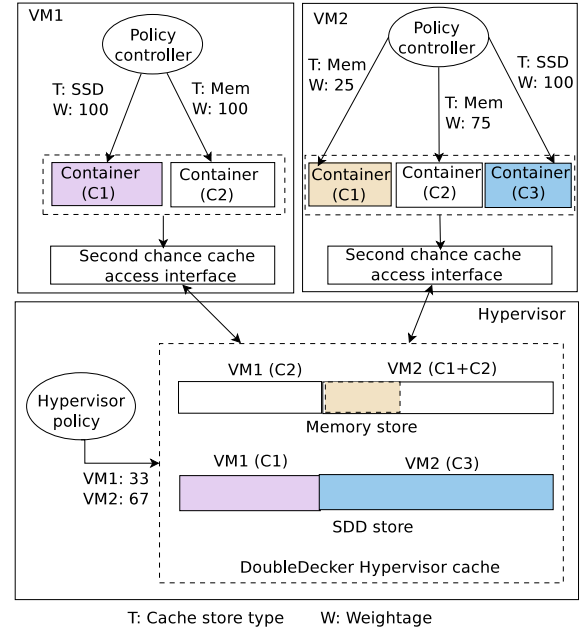 VM1
Policy
controller
T: SSD
W: 100
T: Mem
W: 100
Container
(C1)
Container
(C2)
Second chance cache
access interface
VM2
Policy
controller
T: Mem
W: 25
T: Mem
W: 75
T: SSD
W: 100
Container
(C1)
Container
(C2)
Container
(C3)
Second chance cache
access interface
Hypervisor
Hypervisor
policy
VM1: 33
VM2: 67
VM1 (C2)
VM2 (C1+C2)
Memory store
VM1 (C1)
VM2 (C3)
SDD store
DoubleDecker Hypervisor cache
T: Cache store type
W: Weightage